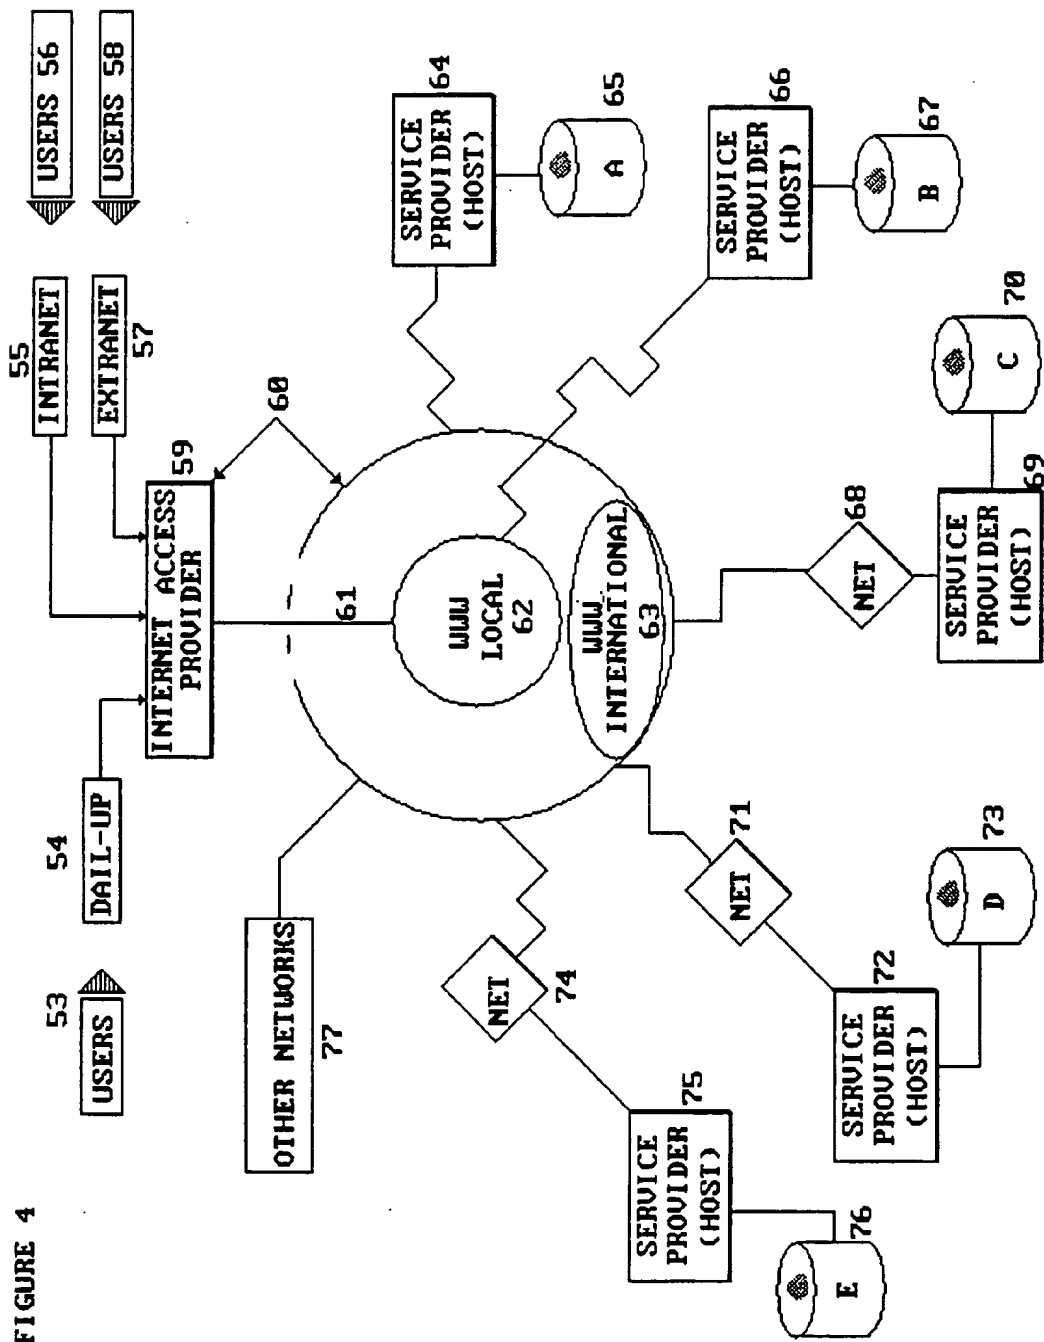 FIGURE 4
53
USERS
54
DAIL-UP
55
INTRANET
USERS 56
EXTRANET
57
USERS 58
INTERNET ACCESS
PROVIDER
59
60
61
OTHER NETWORKS
77
WWW
LOCAL
62
WWW
INTERNATIONAL
63
SERVICE
PROVIDER
(HOST)
64
A
65
SERVICE
PROVIDER
(HOST)
66
B
67
NET
68
SERVICE
PROVIDER
(HOST)
69
C
70
NET
71
SERVICE
PROVIDER
(HOST)
72
D
73
NET
74
SERVICE
PROVIDER
(HOST)
75
E
76